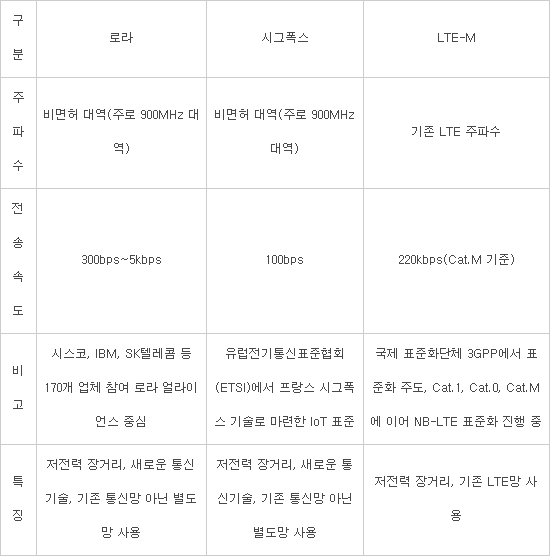 구
분
로라
시그폭스
LTE-M
주
파
수
비면허 대역(주로 900MHz 대
역)
비면허 대역(주로 900MHz
대역)
기존 LTE 주파수
전
송
속
도
300bps~5kbps
100bps
220kbps(Cat.M 기준)
비
고
시스코, IBM, SK텔레콤 등
170개 업체 참여 로라 얼라이
언스 중심
유럽전기통신표준협회
(ETSI)에서 프랑스 시그폭
스 기술로 마련한 IoT 표준
국제 표준화단체 3GPP에서 표
준화 주도, Cat.1, Cat.0, Cat.M
에 이어 NB-LTE 표준화 진행 중
특
징
저전력 장거리, 새로운 통신
기술, 기존 통신망 아닌 별도
망 사용
저전력 장거리, 새로운 통
신기술, 기존 통신망 아닌
별도망 사용
저전력 장거리, 기존 LTE망 사
용